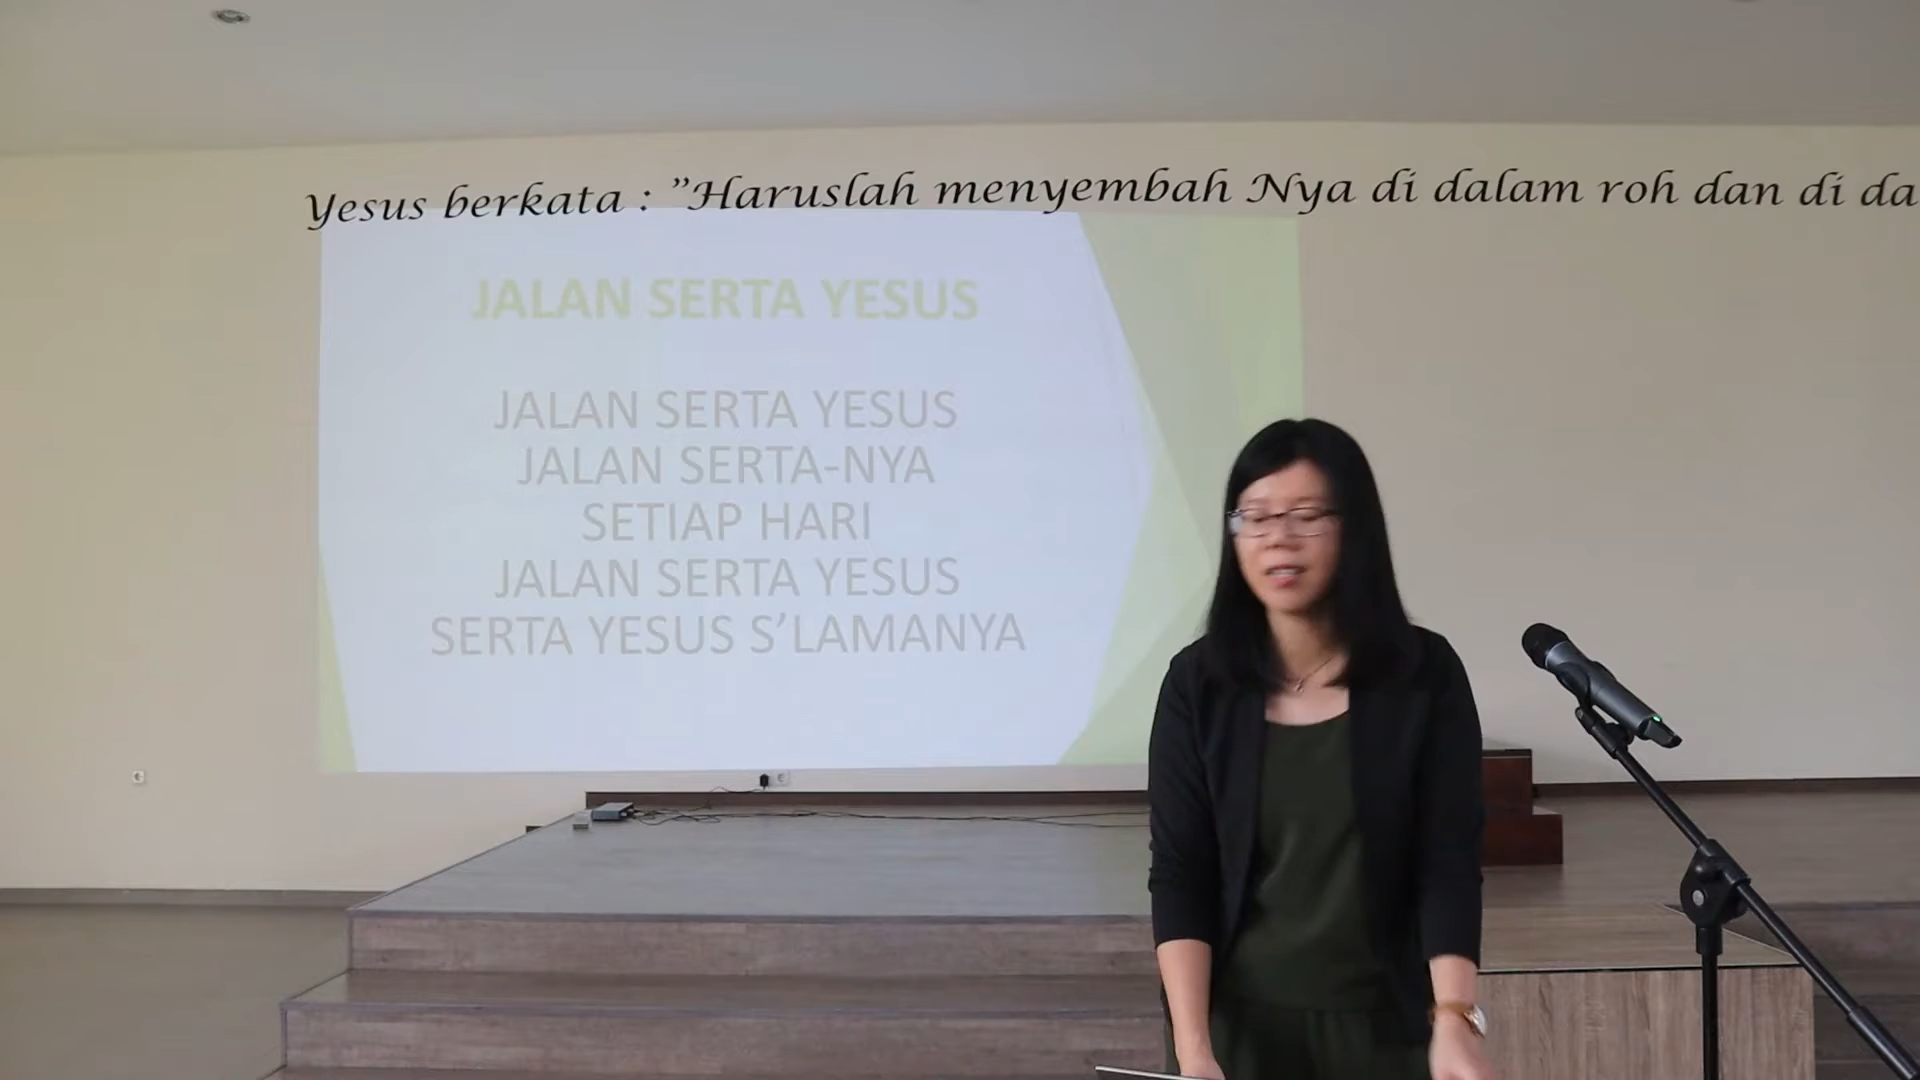 Yesus berkata : "Haruslah menyembah Nya di dalam roh dan di da
JALAN SERTA YESUS
JALAN SERTA YESUS
JALAN SERTA-NYA
SETIAP HARI
JALAN SERTA YESUS
SERTA YESUS S’LAMANYA